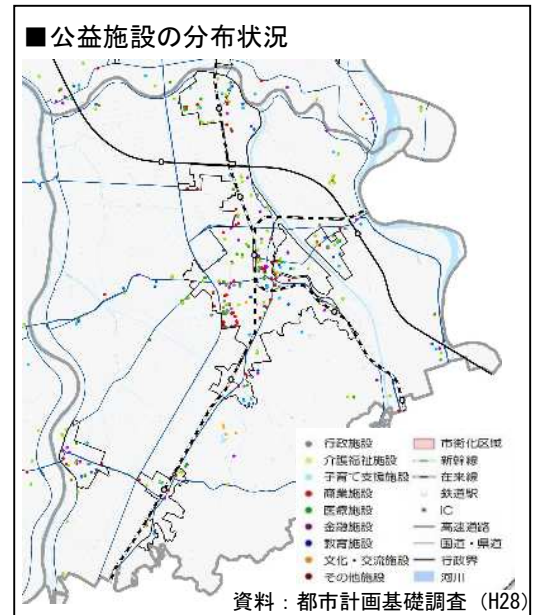 ■公益施設の分布状況
行政施設
介護福祉施設
子育て支援施設
商業施設
医療施設
金融施設
教育施設
文化・交流施設
その他施設
市街化区域
新幹線
在来線
鉄道駅
IC
高速道路
国道・県道
行政界
河川
資料：都市計画基礎調査（H28）